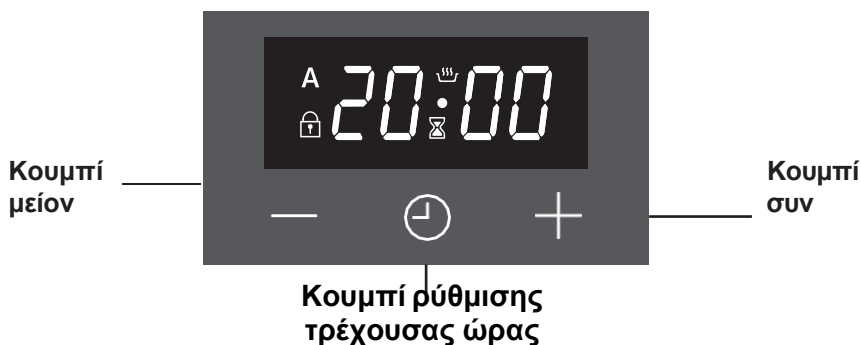 A 20:00
Κουμπί
μείον
Κουμπί
συν
Κουμπί ρύθμισης
τρέχουσας ώρας